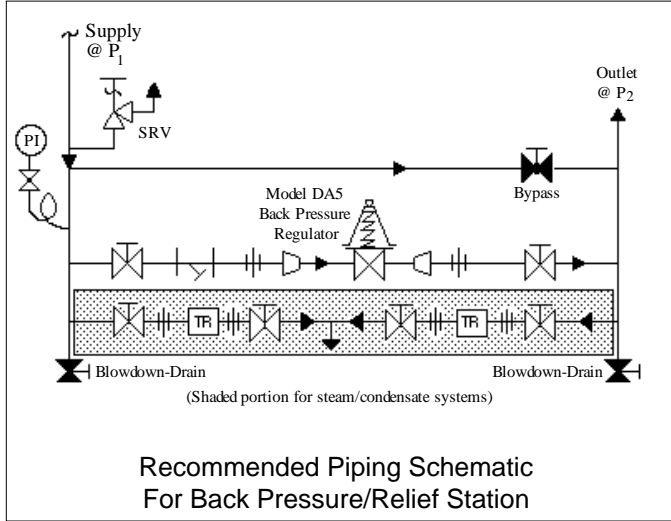 Supply
@ P1
Outlet
@ P2
SRV
PI
Model DA5
Back Pressure
Regulator
Bypass
TR
TR
Blowdown-Drain
Blowdown-Drain
(Shaded portion for steam/condensate systems)
Recommended Piping Schematic
For Back Pressure/Relief Station